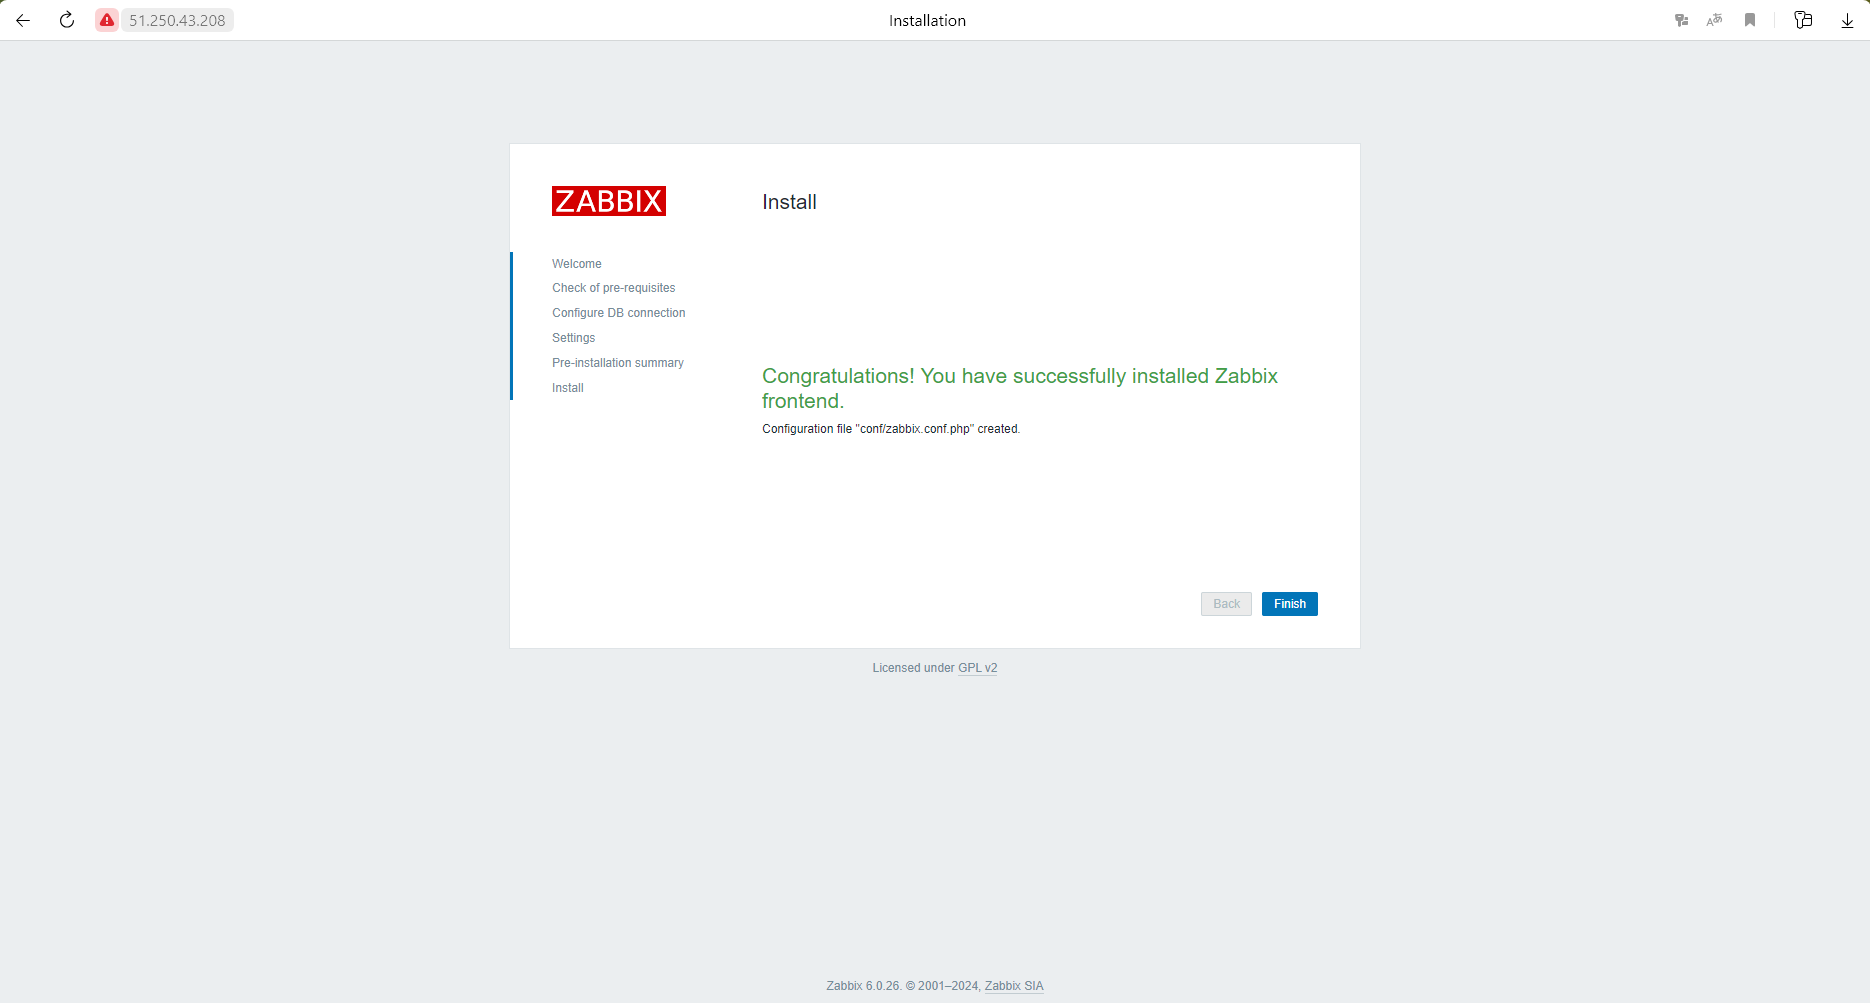 51.250.43.208
Installation
ZABBIX
Install
Welcome
Check of pre-requisites
Configure DB connection
Settings
Pre-installation summary
Install
Congratulations! You have successfully installed Zabbix
frontend.
Configuration file "conf/zabbix.conf.php" created.
Back
Finish
Licensed under GPL v2
Zabbix 6.0.26. © 2001–2024, Zabbix SIA